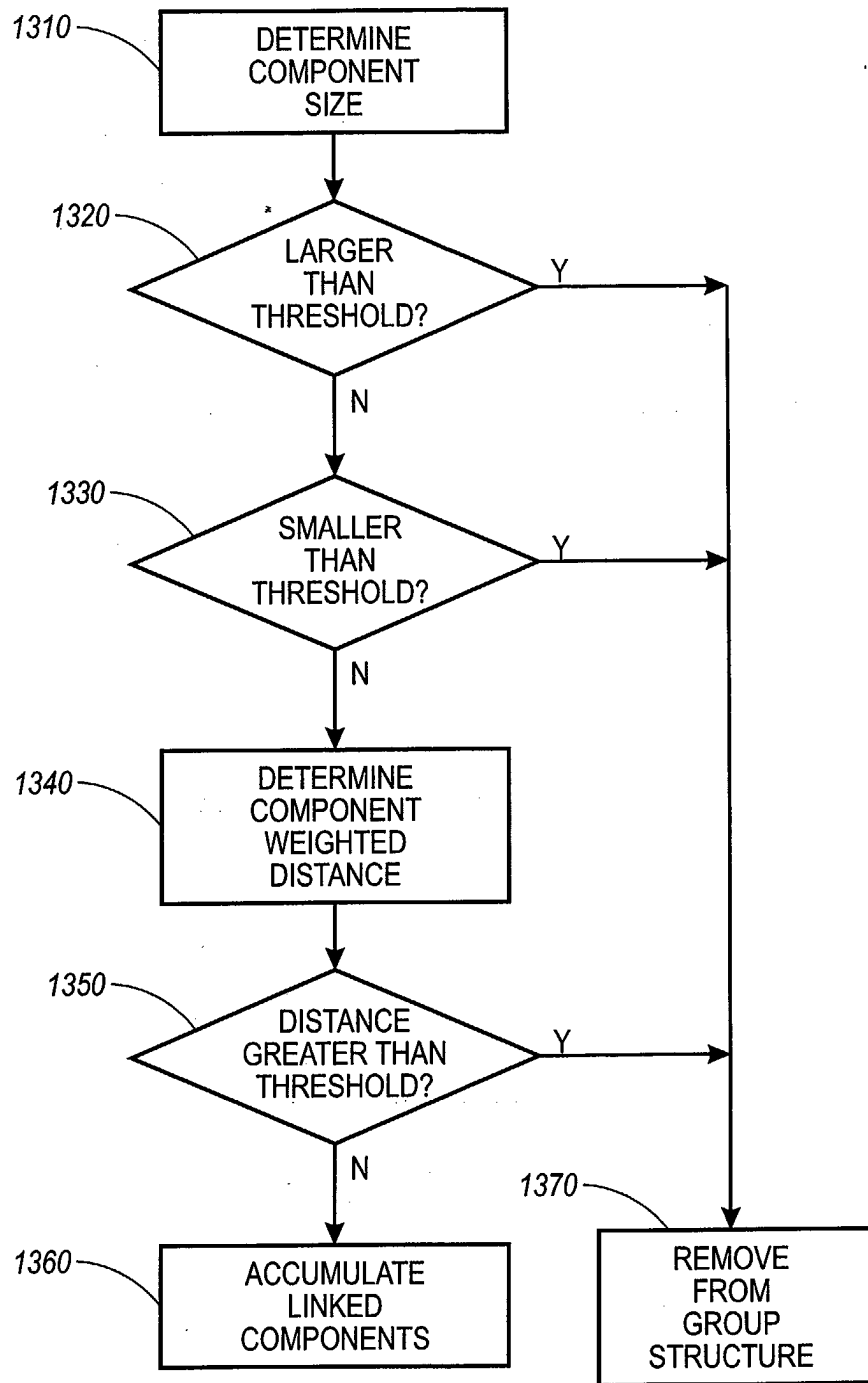 1310
DETERMINE
COMPONENT
SIZE
1320
LARGER
THAN
THRESHOLD?
Y
N
1330
SMALLER
THAN
THRESHOLD?
Y
N
1340
DETERMINE
COMPONENT
WEIGHTED
DISTANCE
1350
DISTANCE
GREATER THAN
THRESHOLD?
Y
N
1360
ACCUMULATE
LINKED
COMPONENTS
1370
REMOVE
FROM
GROUP
STRUCTURE